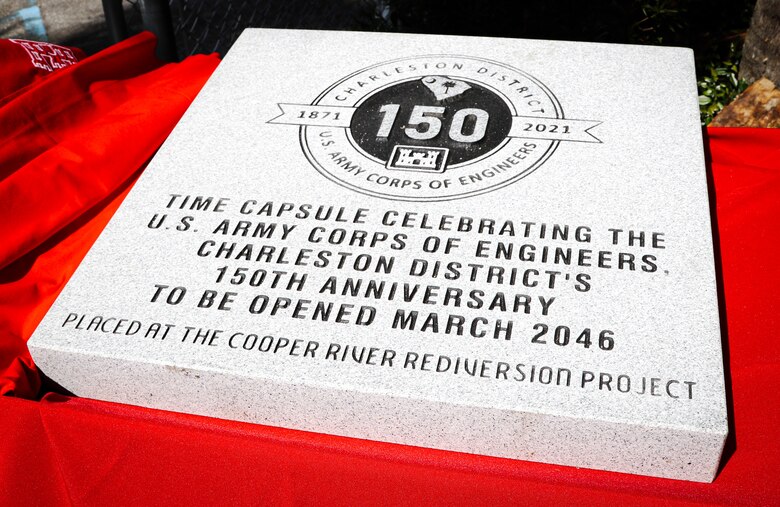 CHARLESTON DISTRICT
1871 150 2021
U.S. ARMY CORPS OF ENGINEERS
TIME CAPSULE CELEBRATING THE
U.S. ARMY CORPS OF ENGINEERS,
CHARLESTON DISTRICT'S
150TH ANNIVERSARY
TO BE OPENED MARCH 2046
PLACED AT THE COOPER RIVER REDIVERSION PROJECT